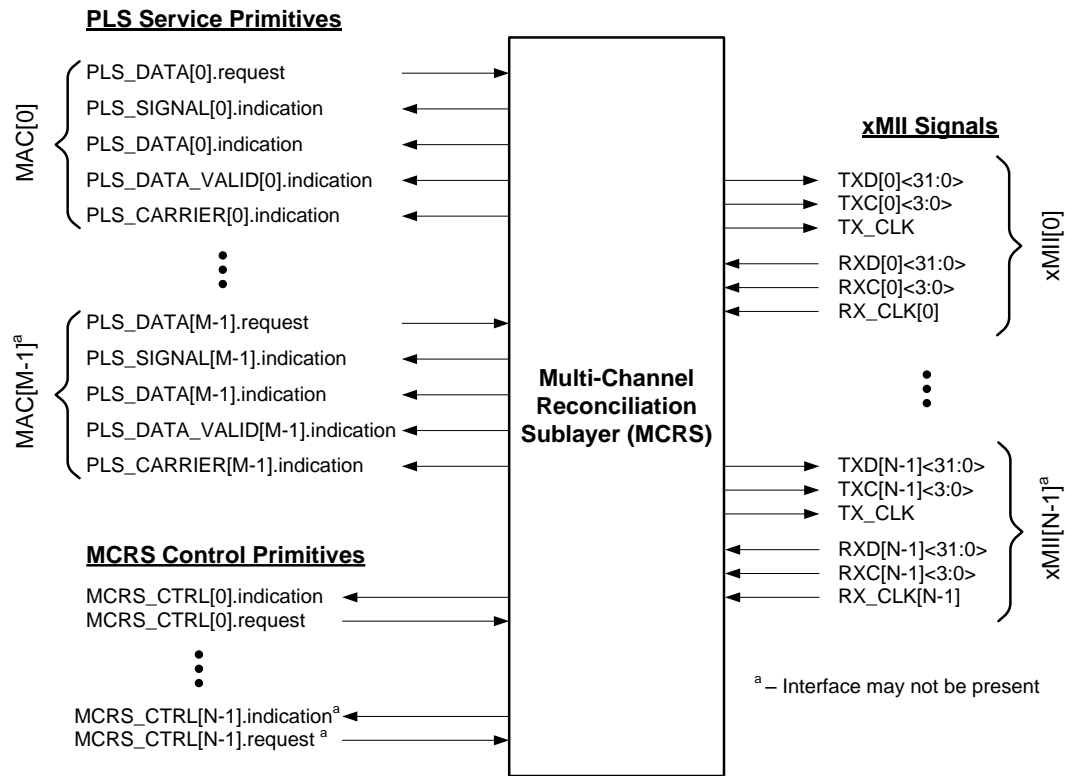 PLS Service Primitives
MAC[0]
PLS_DATA[0].request
PLS_SIGNAL[0].indication
PLS_DATA[0].indication
PLS_DATA_VALID[0].indication
PLS_CARRIER[0].indication
MAC[M-1]a
PLS_DATA[M-1].request
PLS_SIGNAL[M-1].indication
PLS_DATA[M-1].indication
PLS_DATA_VALID[M-1].indication
PLS_CARRIER[M-1].indication
MCRS Control Primitives
MCRS_CTRL[0].indication
MCRS_CTRL[0].request
MCRS_CTRL[N-1].indicationa
MCRS_CTRL[N-1].request a
Multi-Channel
Reconciliation
Sublayer (MCRS)
xMII Signals
TXD[0]<31:0>
TXC[0]<3:0>
TX_CLK
RXD[0]<31:0>
RXC[0]<3:0>
RX_CLK[0]
xMII[0]
TXD[N-1]<31:0>
TXC[N-1]<3:0>
TX_CLK
RXD[N-1]<31:0>
RXC[N-1]<3:0>
RX_CLK[N-1]
xMII[N-1]a
a – Interface may not be present